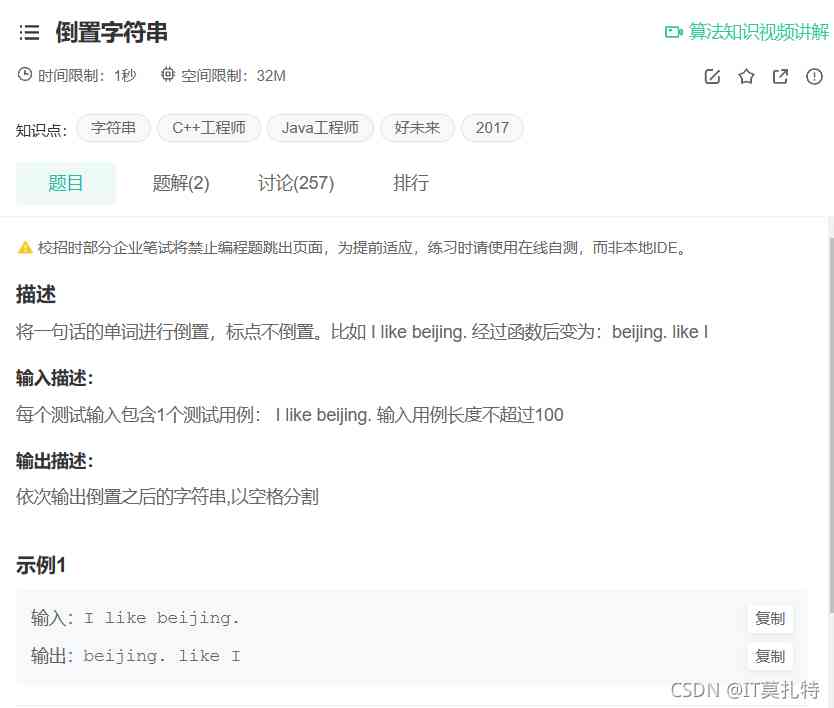 倒置字符串
算法知识视频讲解
时间限制：1秒 空间限制：32M
知识点： 字符串 C++工程师 Java工程师 好未来 2017
题目 题解(2) 讨论(257) 排行
校招时部分企业笔试将禁止编程题跳出页面，为提前适应，练习时请使用在线自测，而非本地IDE。
描述
将一句话的单词进行倒置，标点不倒置。比如 I like beijing. 经过函数后变为：beijing. like I
输入描述：
每个测试输入包含1个测试用例： I like beijing. 输入用例长度不超过100
输出描述：
依次输出倒置之后的字符串,以空格分割
示例1
输入：I like beijing. 复制
输出：beijing. like I 复制
CSDN @IT莫扎特